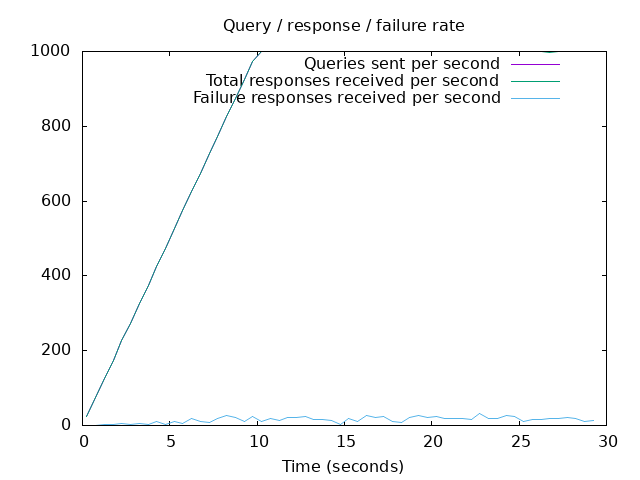 Query / response / failure rate
1000
800
600
400
200
0
Queries sent per second
Total responses received per second
Failure responses received per second
0 5 10 15 20 25 30
Time (seconds)